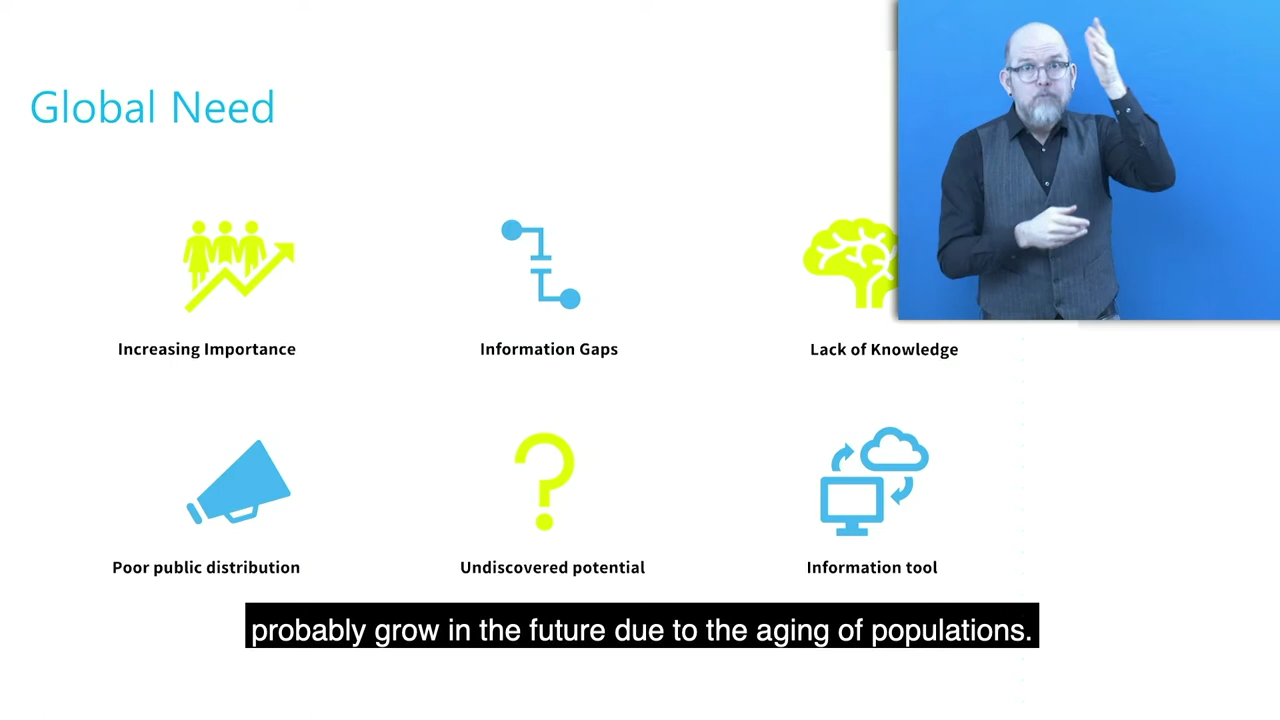 Global Need
Increasing Importance
Information Gaps
Lack of Knowledge
Poor public distribution
Undiscovered potential
Information tool
probably grow in the future due to the aging of populations.